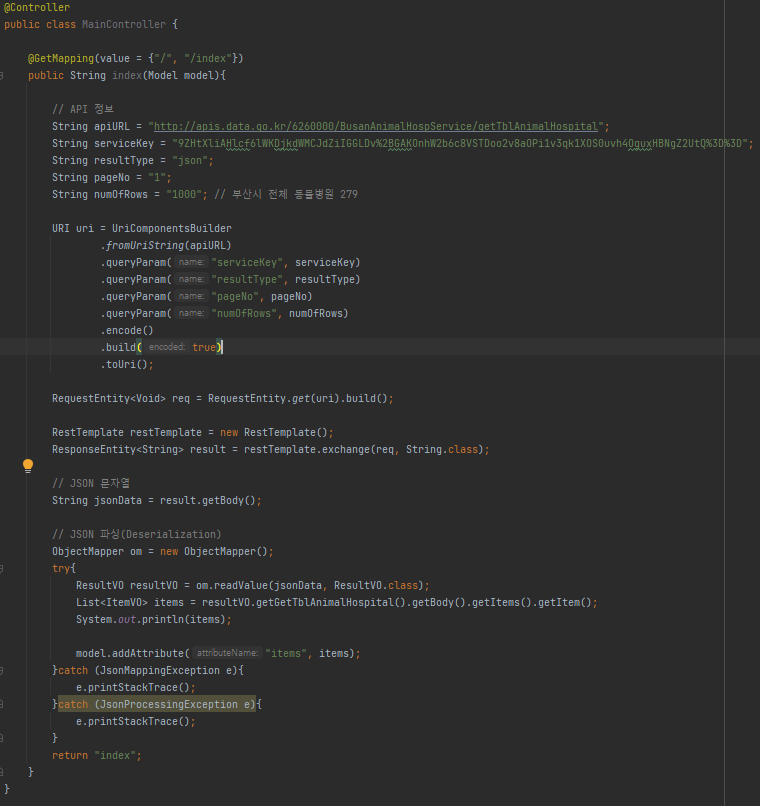 @Controller
public class MainController {
@GetMapping(value = {"/", "/index"})
public String index(Model model){
// API 정보
String apiURL = "http://apis.data.go.kr/6260000/BusanAnimalHospService/getTblAnimalHospital";
String serviceKey = "9ZHtXliAHlcf6lWKDjkdWMCJdZiIGGLDv%2BGAKOnhW2b6c8VSTDoo2v8aOPi1v3qk1XOSOuvh4OguxHBNgZ2UtQ%3D%3D";
String resultType = "json";
String pageNo = "1";
String numOfRows = "1000"; // 부산시 전체 동물병원 279
URI uri = UriComponentsBuilder
.fromUriString(apiURL)
.queryParam( name: "serviceKey", serviceKey)
.queryParam( name: "resultType", resultType)
.queryParam( name: "pageNo", pageNo)
.queryParam( name: "numOfRows", numOfRows)
.encode()
.build( encoded: true)
.toUri();
RequestEntity<Void> req = RequestEntity.get(uri).build();
RestTemplate restTemplate = new RestTemplate();
ResponseEntity<String> result = restTemplate.exchange(req, String.class);
// JSON 문자열
String jsonData = result.getBody();
// JSON 파싱(Deserialization)
ObjectMapper om = new ObjectMapper();
try{
ResultVO resultVO = om.readValue(jsonData, ResultVO.class);
List<ItemVO> items = resultVO.getGetTblAnimalHospital().getBody().getItems().getItem();
System.out.println(items);
model.addAttribute( attributeName: "items", items);
}catch (JsonMappingException e){
e.printStackTrace();
}catch (JsonProcessingException e){
e.printStackTrace();
}
return "index";
}
}